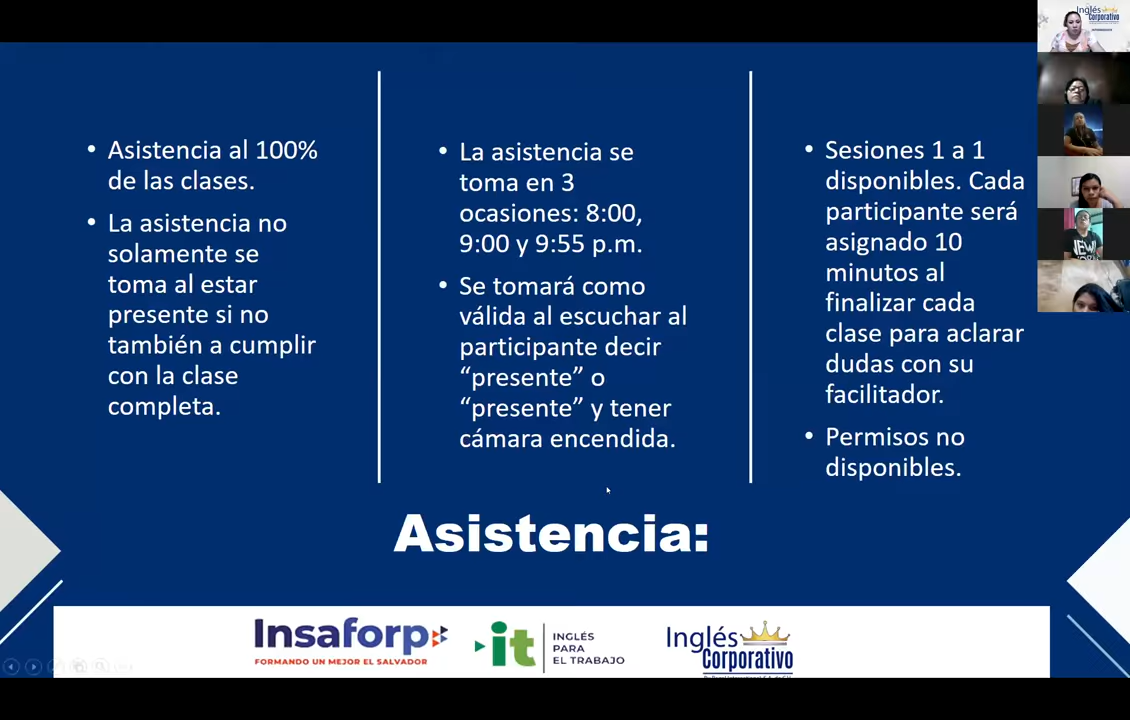 • Asistencia al 100%
de las clases.
• La asistencia no
solamente se
toma al estar
presente si no
también a cumplir
con la clase
completa.
• La asistencia se
toma en 3
ocasiones: 8:00,
9:00 y 9:55 p.m.
• Se tomará como
válida al escuchar al
participante decir
“presente” o
“presente” y tener
cámara encendida.
• Sesiones 1 a 1
disponibles. Cada
participante será
asignado 10
minutos al
finalizar cada
clase para aclarar
dudas con su
facilitador.
• Permisos no
disponibles.
Asistencia:
Insaforp
FORMANDO UN MEJOR EL SALVADOR
it
INGLÉS
PARA
EL TRABAJO
Inglés
Corporativo
Inglés
Corporativo
NEW